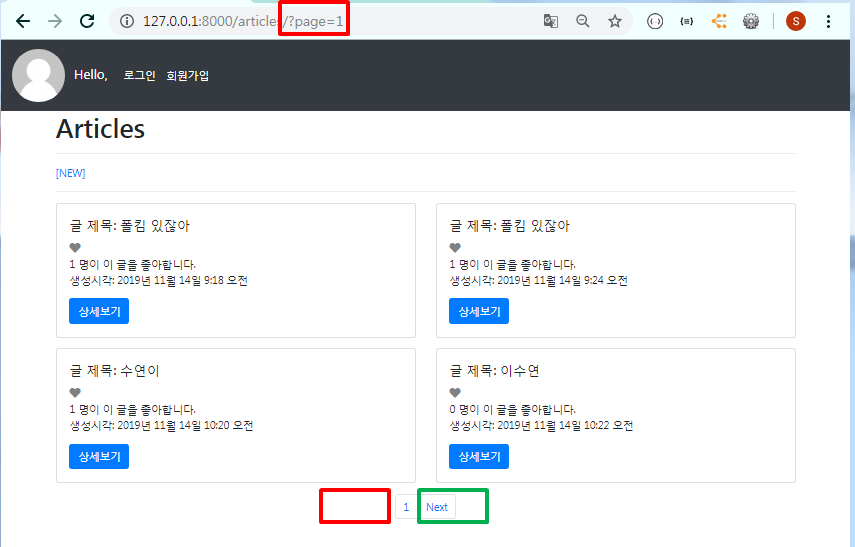 127.0.0.1:8000/articles/?page=1
S
Hello, 로그인 회원가입
Articles
[NEW]
글 제목: 폴킴 있잖아
1 명이 이 글을 좋아합니다.
생성시각: 2019년 11월 14일 9:18 오전
상세보기
글 제목: 폴킴 있잖아
1 명이 이 글을 좋아합니다.
생성시각: 2019년 11월 14일 9:24 오전
상세보기
글 제목: 수연이
1 명이 이 글을 좋아합니다.
생성시각: 2019년 11월 14일 10:20 오전
상세보기
글 제목: 이수연
0 명이 이 글을 좋아합니다.
생성시각: 2019년 11월 14일 10:22 오전
상세보기
1 Next